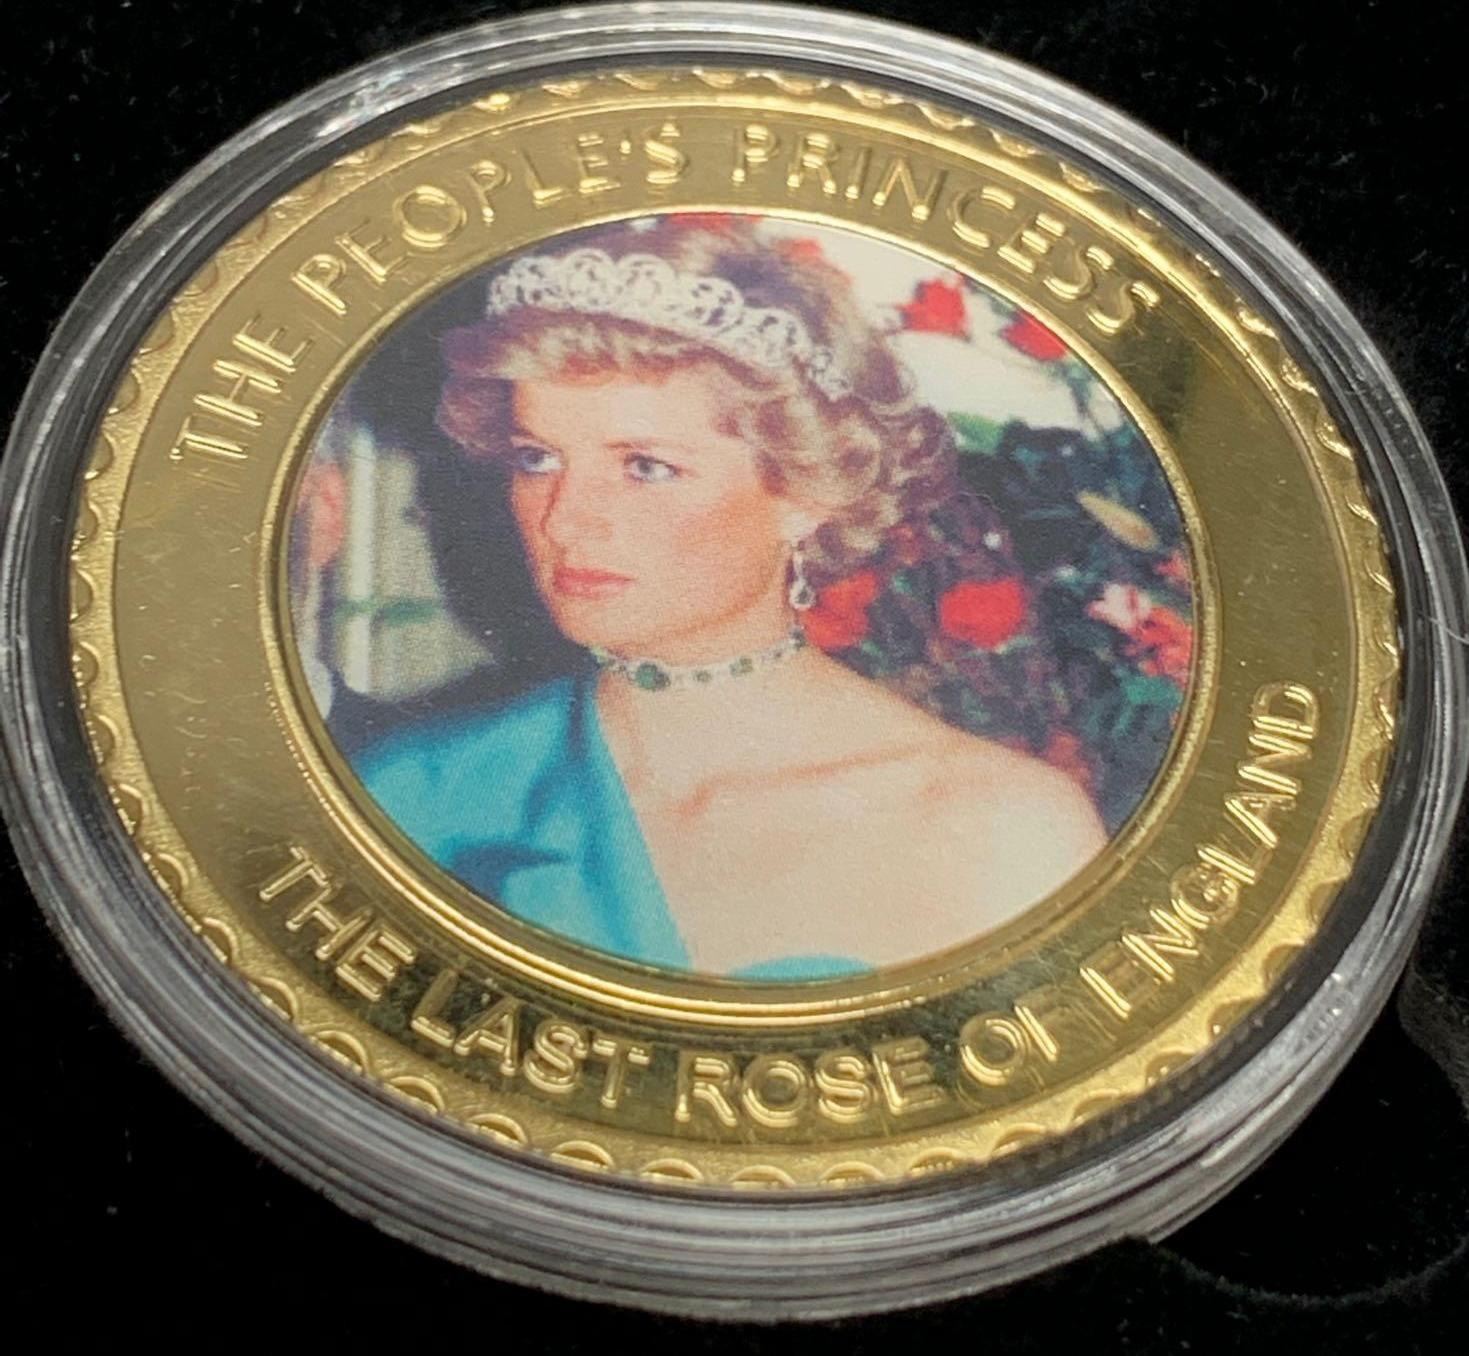 THE PEOPLE'S PRINCESS
THE LAST ROSE OF ENGLAND